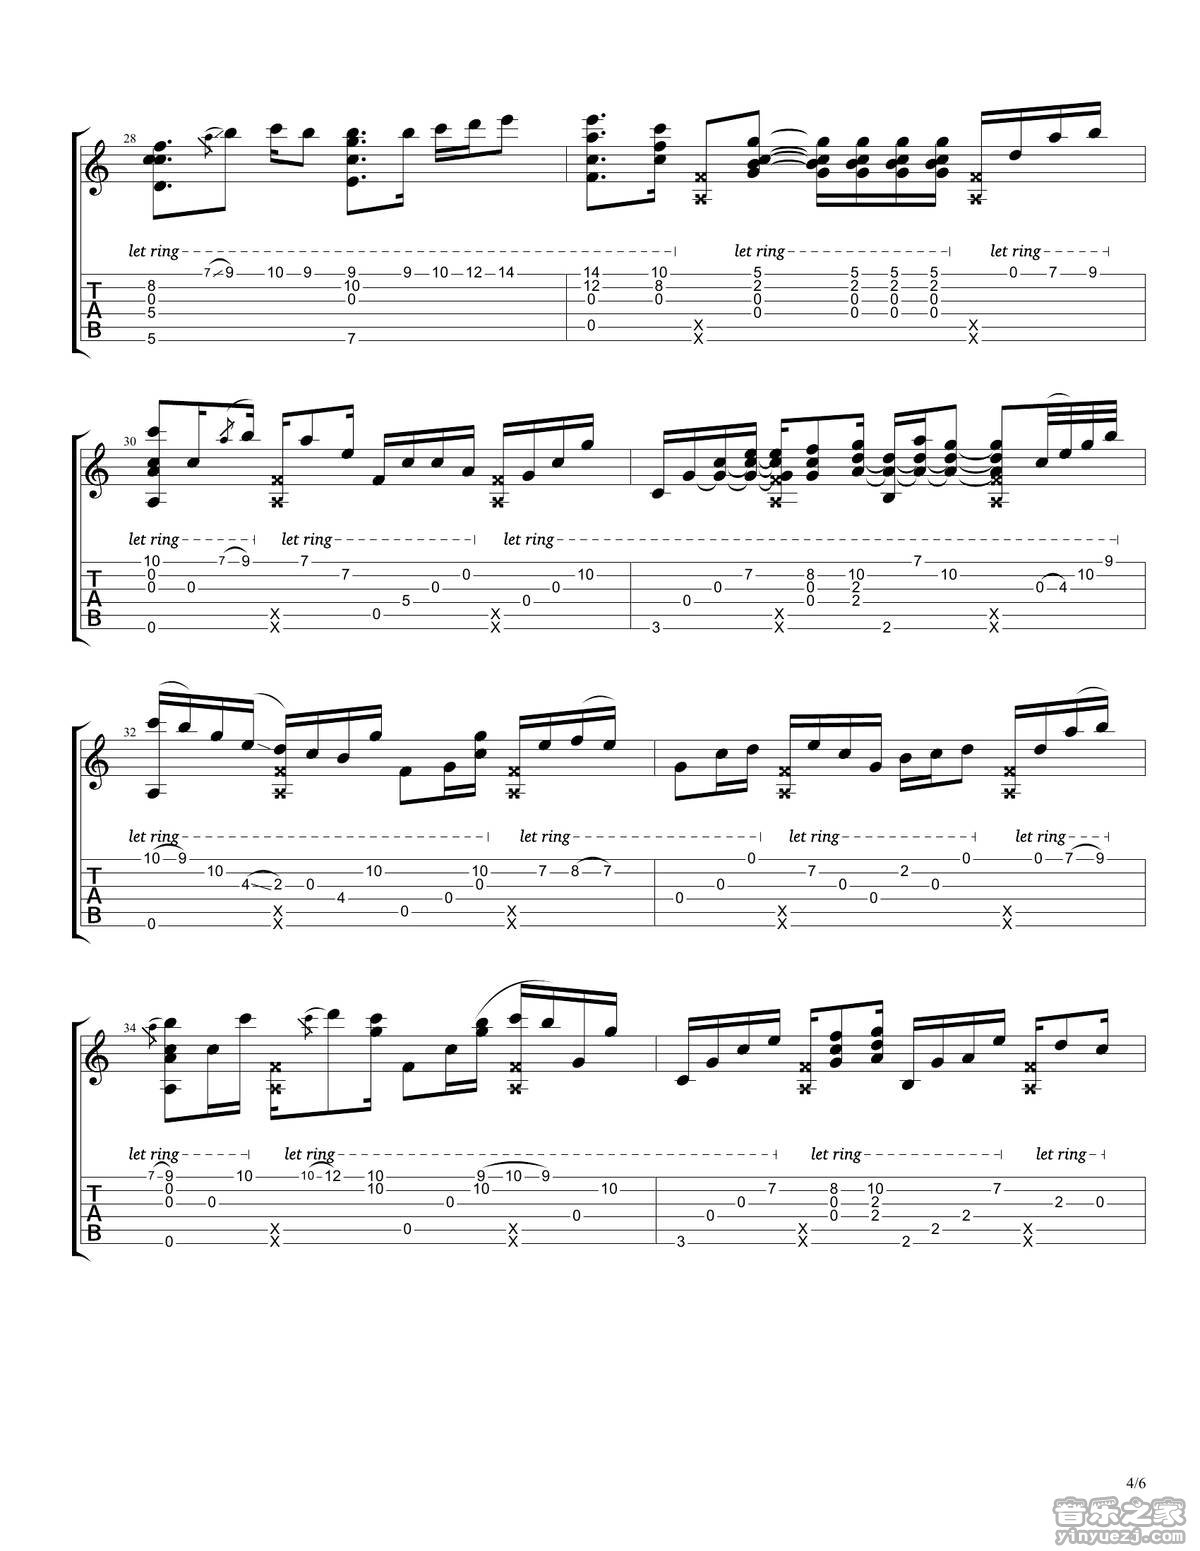 28
let ring let ring let ring
7 9 10 9 9 9 10 12 14 14 10 5 5 5 5 0 7 9
T 8 10 12 8 2 2 2 2
0 0 0 0 0 0 0 0
A 5 0 0 0 0
B 0 X X
5 7 X X
30
let ring let ring let ring
10 7 9 7 7 9
T 0 7 0 10 7 8 10 10 10
0 0 0 0 0 0 2 0 4
A 5 0 0 0 2
B X 0 X X X
0 X X 3 X 2 X
32
let ring let ring let ring let ring
10 9 0 0 0 7 9
T 10 10 10 7 8 7 7 2
4 2 0 0 0 0 0
A 4 0 0 0
B X 0 X X X
0 X X X X
34
let ring let ring let ring let ring
7 9 10 10 12 10 9 10 9
T 0 10 10 10 7 8 10 7
0 0 0 0 0 2 2 0
A 0 0 0 2 2
B X 0 X X 2 X
0 X X 3 X 2 X
4/6
音乐之家
yinyuezj.com